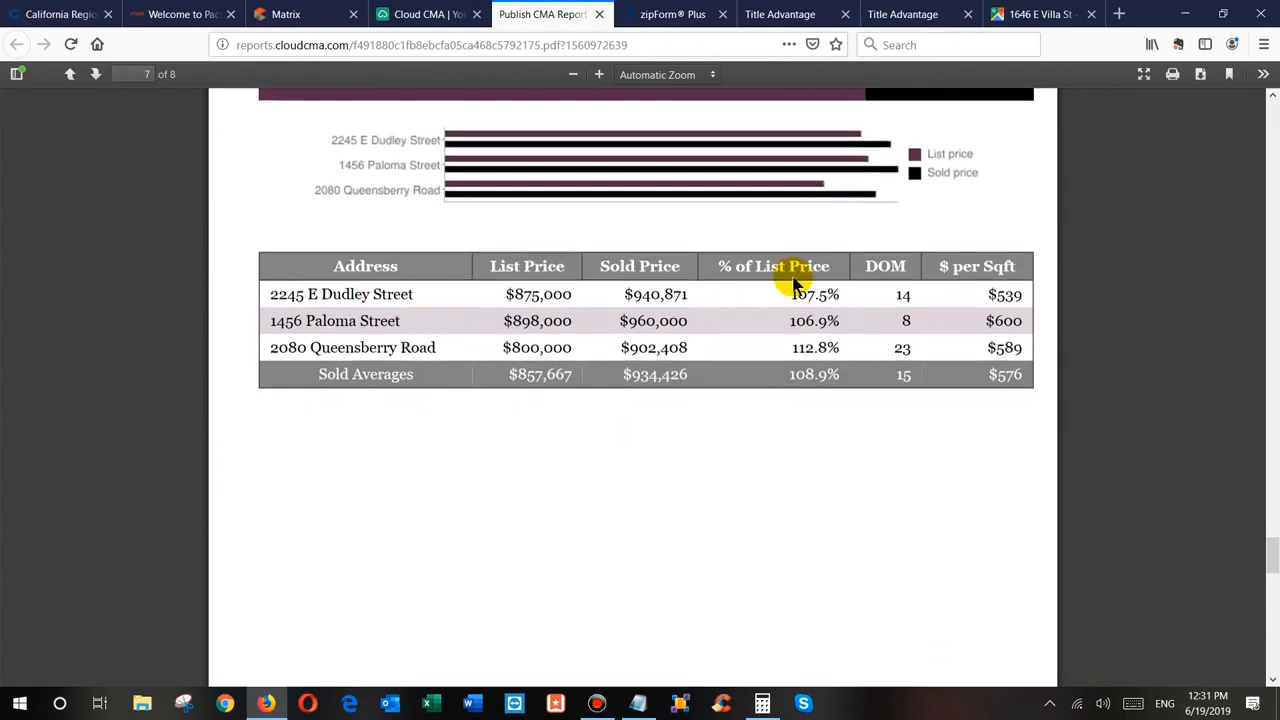 California Regio
Welcome to Pac
Matrix
Cloud CMA | You
Publish CMA Report
zipForm® Plus
Title Advantage
Title Advantage
1646 E Villa St -
reports.cloudcma.com/f491880c1fb8ebcfa05ca468c5792175.pdf?1560972639
Search
7 of 8
Automatic Zoom
2245 E Dudley Street
1456 Paloma Street
2080 Queensberry Road
List price
Sold price
Address List Price Sold Price % of List Price DOM $ per Sqft
2245 E Dudley Street $875,000 $940,871 107.5% 14 $539
1456 Paloma Street $898,000 $960,000 106.9% 8 $600
2080 Queensberry Road $800,000 $902,408 112.8% 23 $589
Sold Averages $857,667 $934,426 108.9% 15 $576
ENG
12:31 PM
6/19/2019